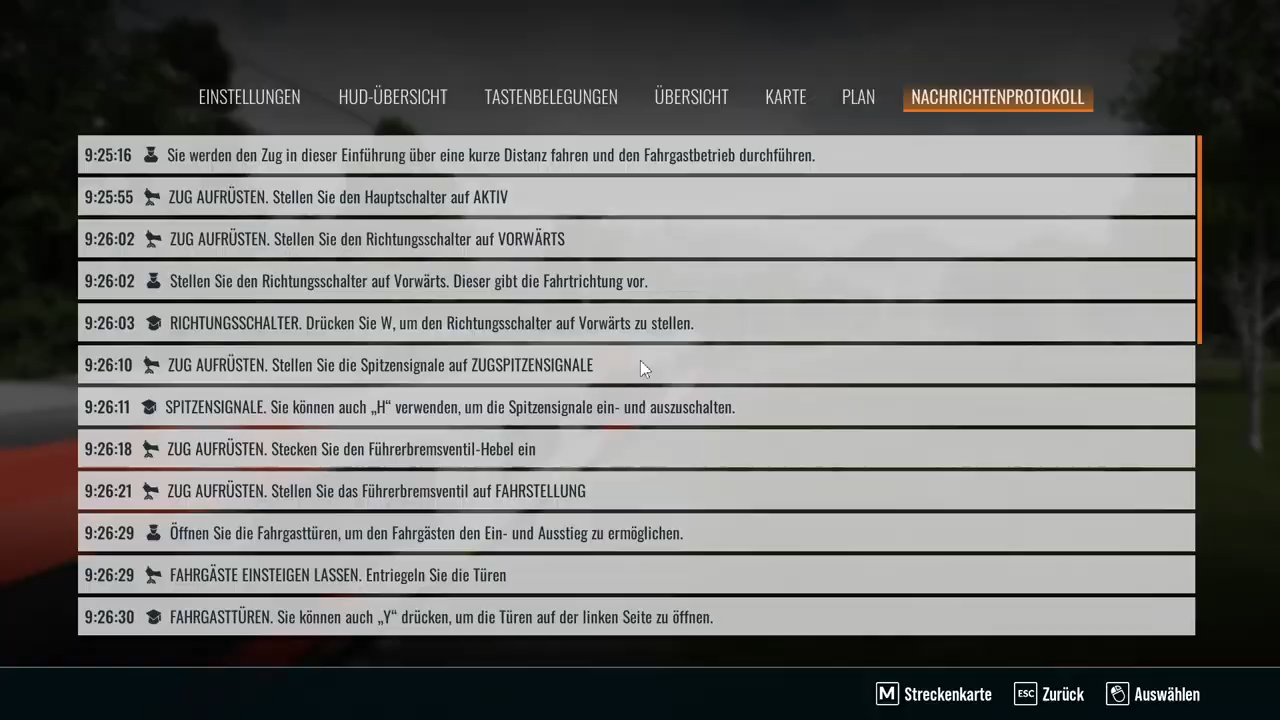 EINSTELLUNGEN HUD-ÜBERSICHT TASTENBELEGUNGEN ÜBERSICHT KARTE PLAN NACHRICHTENPROTOKOLL
9:25:16 Sie werden den Zug in dieser Einführung über eine kurze Distanz fahren und den Fahrgastbetrieb durchführen.
9:25:55 ZUG AUFRÜSTEN. Stellen Sie den Hauptschalter auf AKTIV
9:26:02 ZUG AUFRÜSTEN. Stellen Sie den Richtungsschalter auf VORWÄRTS
9:26:02 Stellen Sie den Richtungsschalter auf Vorwärts. Dieser gibt die Fahrtrichtung vor.
9:26:03 RICHTUNGSSCHALTER. Drücken Sie W, um den Richtungsschalter auf Vorwärts zu stellen.
9:26:10 ZUG AUFRÜSTEN. Stellen Sie die Spitzensignale auf ZUGSPITZENSIGNALE
9:26:11 SPITZENSIGNALE. Sie können auch „H“ verwenden, um die Spitzensignale ein- und auszuschalten.
9:26:18 ZUG AUFRÜSTEN. Stecken Sie den Führerbremsventil-Hebel ein
9:26:21 ZUG AUFRÜSTEN. Stellen Sie das Führerbremsventil auf FAHRSTELLUNG
9:26:29 Öffnen Sie die Fahrgasttüren, um den Fahrgästen den Ein- und Ausstieg zu ermöglichen.
9:26:29 FAHRGÄSTE EINSTEIGEN LASSEN. Entriegeln Sie die Türen
9:26:30 FAHRGASTTÜREN. Sie können auch „Y“ drücken, um die Türen auf der linken Seite zu öffnen.
M Streckenkarte ESC Zurück Auswählen